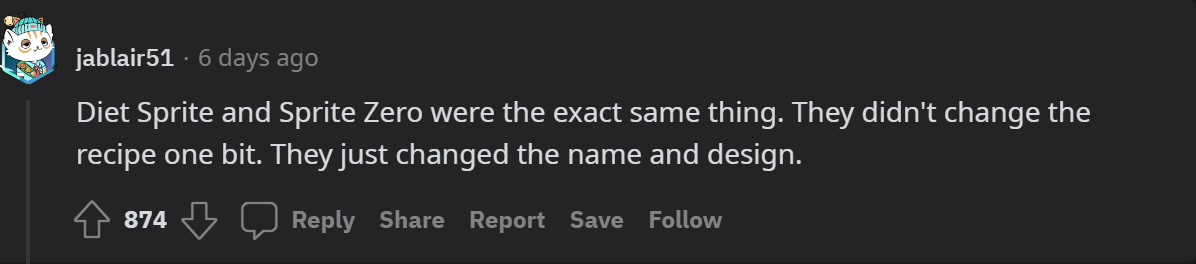 jablair51 · 6 days ago
Diet Sprite and Sprite Zero were the exact same thing. They didn't change the
recipe one bit. They just changed the name and design.
874 Reply Share Report Save Follow